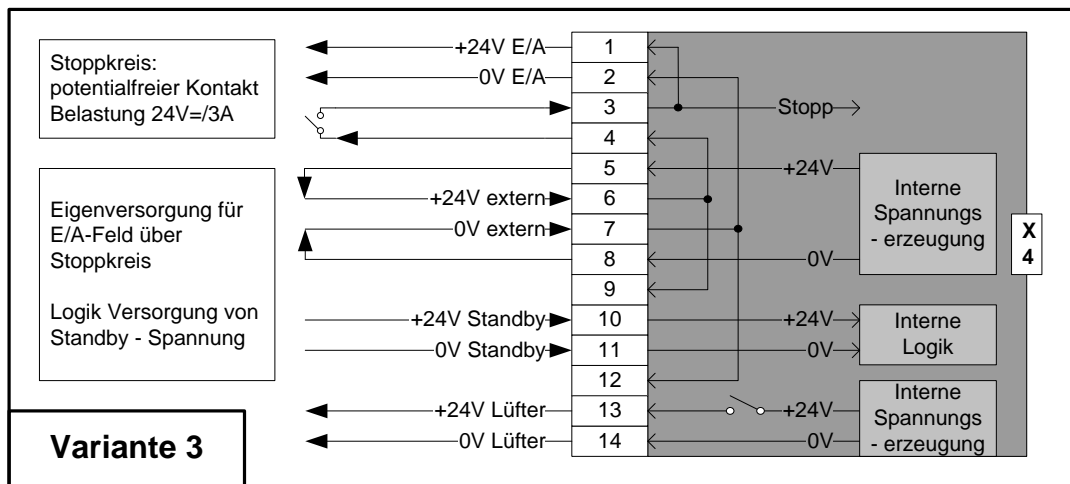 Stoppkreis:
potentialfreier Kontakt
Belastung 24V=/3A
Eigenversorgung für
E/A-Feld über
Stoppkreis
Logik Versorgung von
Standby - Spannung
Variante 3
+24V E/A
0V E/A
+24V extern
0V extern
+24V Standby
0V Standby
+24V Lüfter
0V Lüfter
1
2
3
4
5
6
7
8
9
10
11
12
13
14
Stopp
+24V
0V
+24V
0V
+24V
0V
Interne
Spannungs
- erzeugung
Interne
Logik
Interne
Spannungs
- erzeugung
X
4